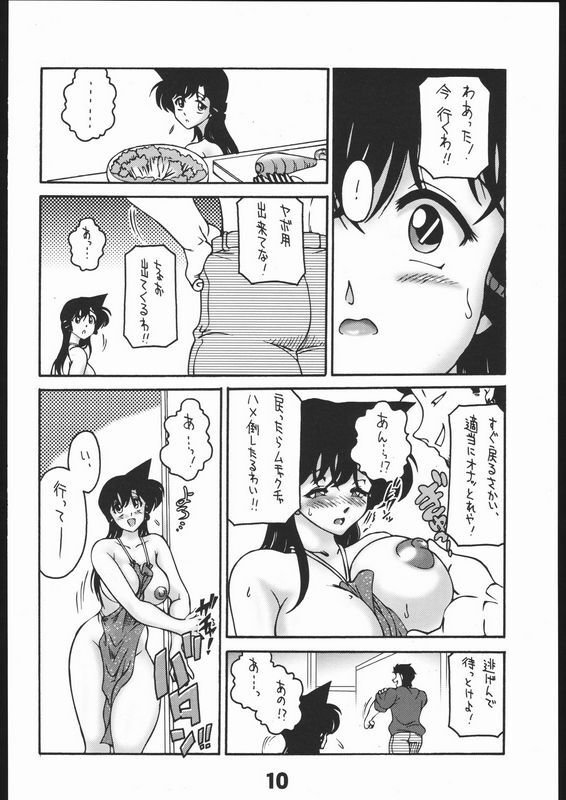 わあった!
今行くわ!!
…!
……
ヤボ用
出来てな!
ちょお
出てくるわ!!
あっ…
すぐ戻るさかい、
適当にオナっとれや!
あん…っ!?
戻ったらムチャクチャ
ハメ倒したるわい!!
ぎゅっ
逃げんで
待っとけよ!
あの!?
あ…っ
あ…っ!
い、
行って——
ガチャ!
バタン!!
10